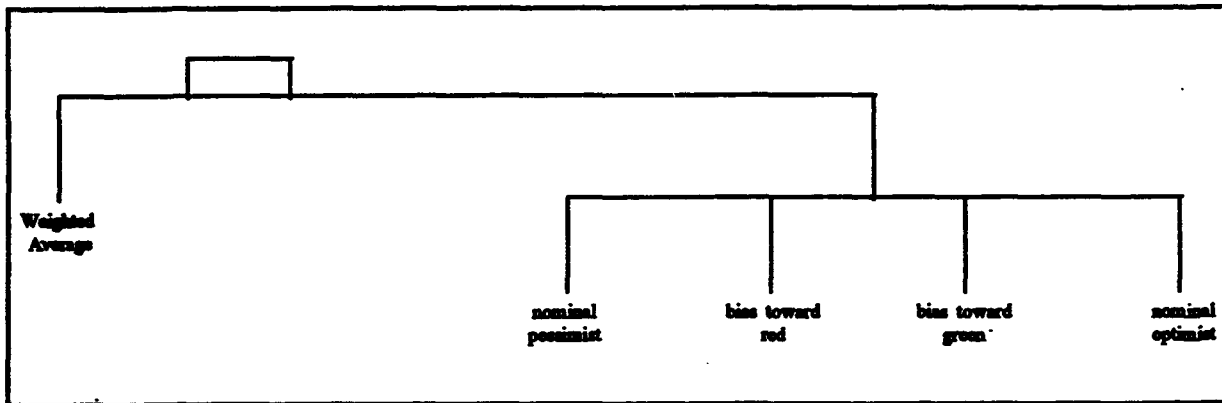 Weighted
Average
nominal
pessimist
bias toward
red
bias toward
green
nominal
optimist